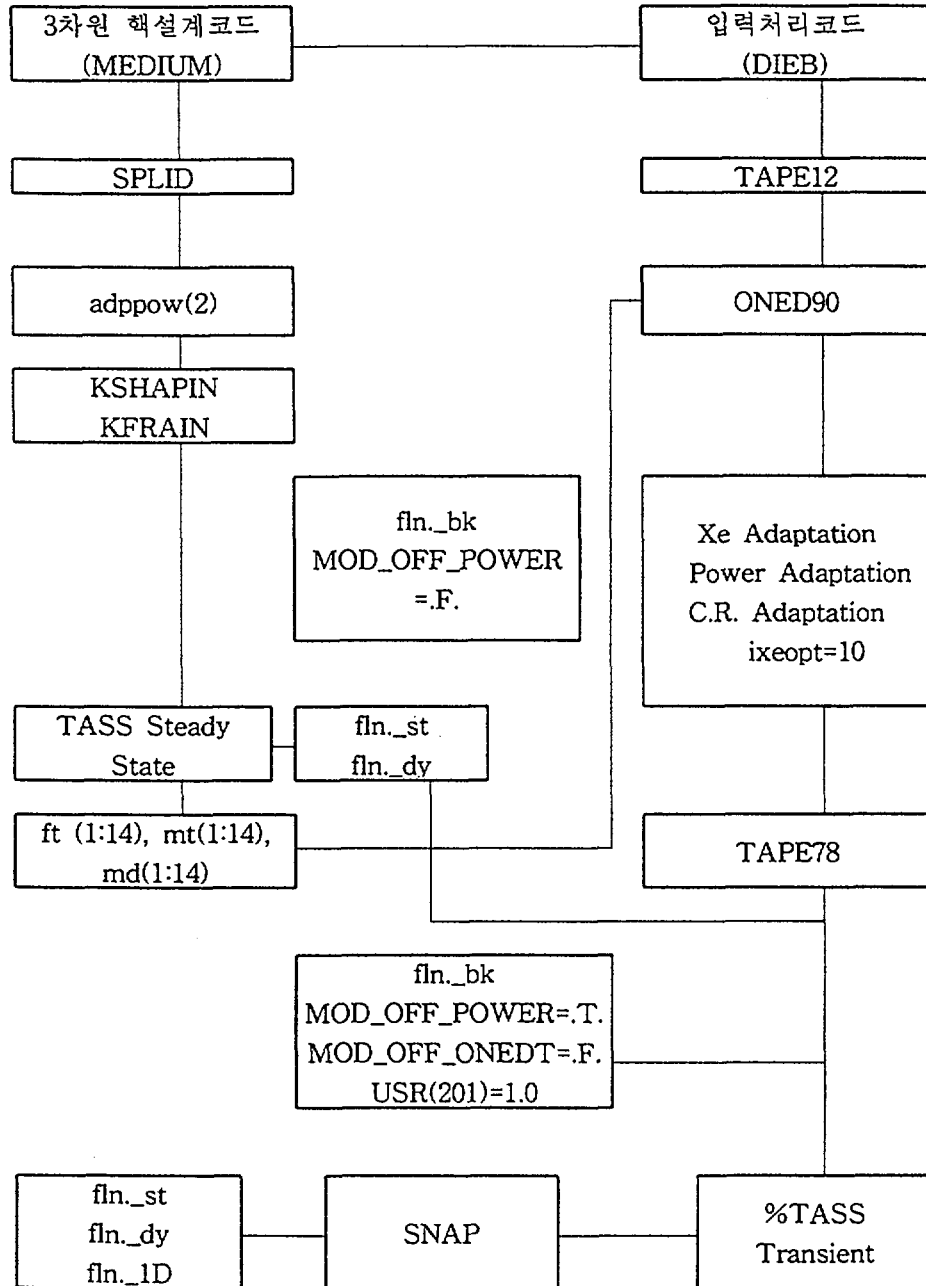 3차원 핵설계코드
(MEDIUM)
입력처리코드
(DIEB)
SPLID
TAPE12
adppow(2)
ONED90
KSHAPIN
KFRAIN
fln._bk
MOD_OFF_POWER
=.F.
Xe Adaptation
Power Adaptation
C.R. Adaptation
ixeopt=10
TASS Steady
State
fln._st
fln._dy
ft (1:14), mt(1:14),
md(1:14)
TAPE78
fln._bk
MOD_OFF_POWER=.T.
MOD_OFF_ONEDT=.F.
USR(201)=1.0
fln._st
fln._dy
fln._1D
SNAP
%TASS
Transient